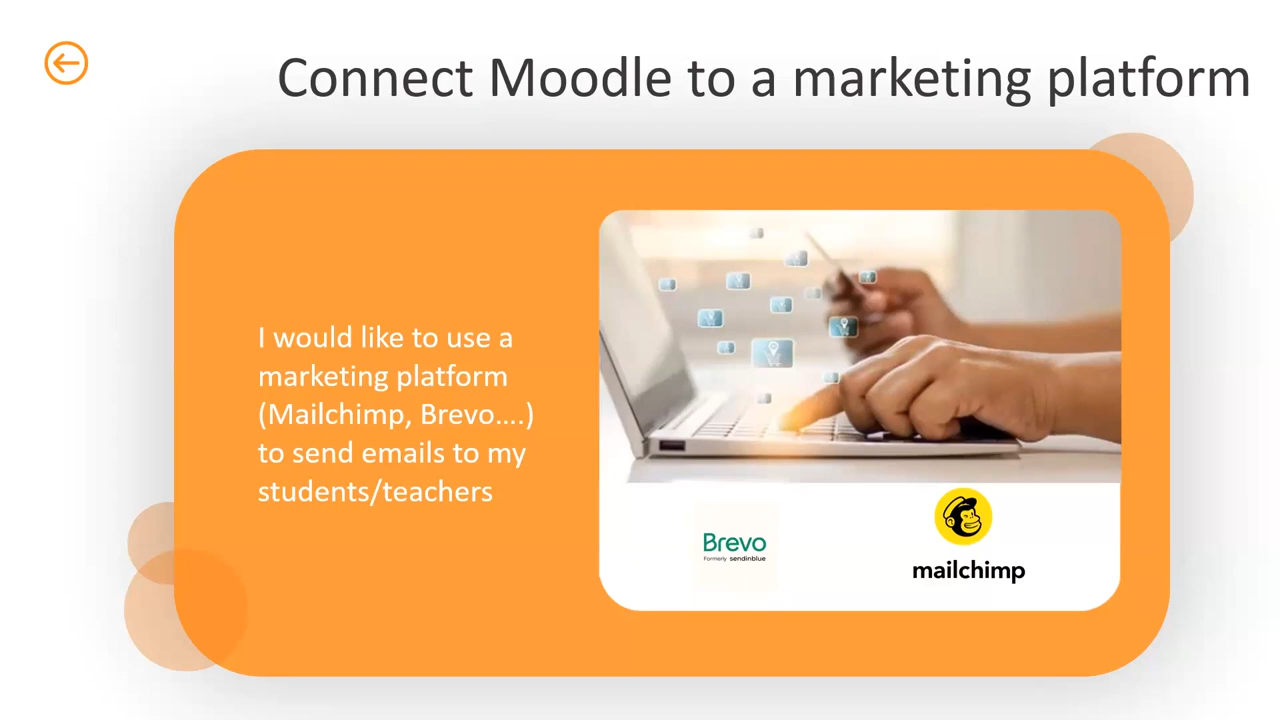 Connect Moodle to a marketing platform
I would like to use a
marketing platform
(Mailchimp, Brevo....)
to send emails to my
students/teachers
Brevo
Formerly sendinblue
mailchimp